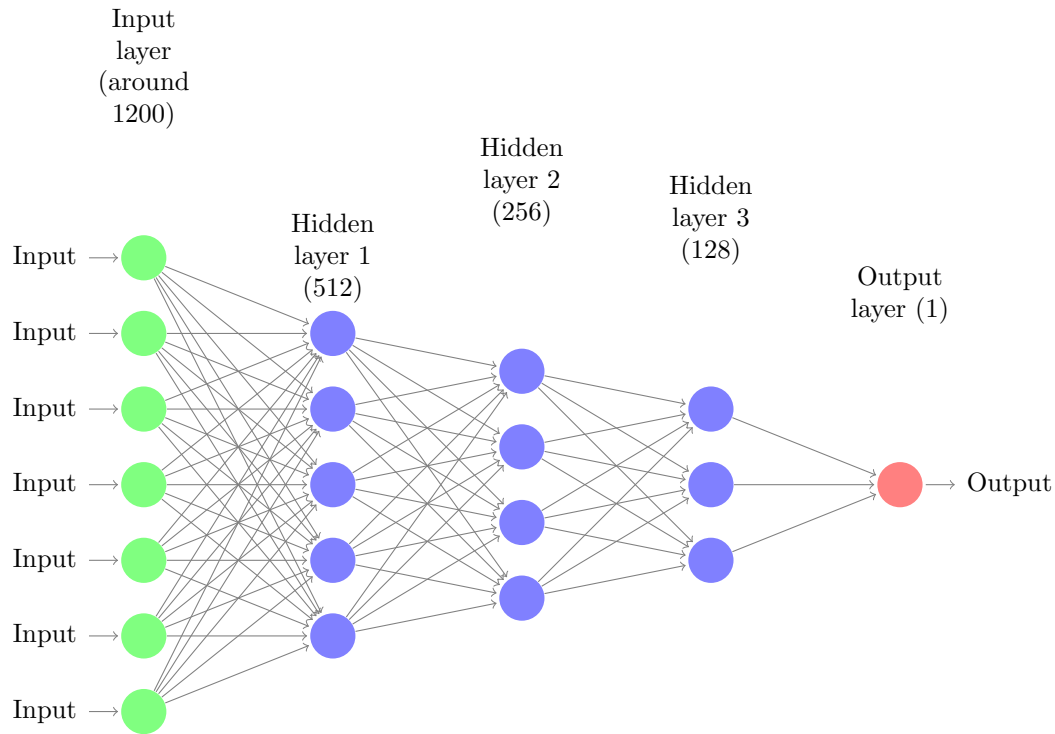 Input
layer
(around
1200)
Hidden
layer 1
(512)
Hidden
layer 2
(256)
Hidden
layer 3
(128)
Output
layer (1)
Input
Input
Input
Input
Input
Input
Input
Output